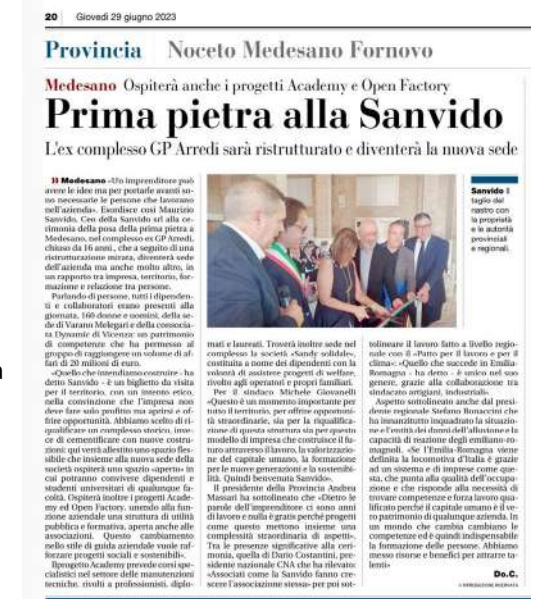 20 Giovedì 29 giugno 2023
Provincia Noceto Medesano Fornovo
Medesano Ospiterà anche i progetti Academy e Open Factory
Prima pietra alla Sanvido
L'ex complesso GP Arredi sarà ristrutturato e diventerà la nuova sede
›› Medesano «Un imprenditore può
avere le idee ma per portarle avanti so-
no necessarie le persone che lavorano
nell'azienda». Esordisce così Maurizio
Sanvido, Ceo della Sanvido srl alla ce-
rimonia della posa della prima pietra a
Medesano, nel complesso ex GP Arredi,
chiuso da 16 anni, che a seguito di una
ristrutturazione mirata, diventerà sede
dell'azienda ma anche molto altro, in
un rapporto tra impresa, territorio, for-
mazione e relazione tra persone.
Parlando di persone, tutti i dipenden-
ti e collaboratori erano presenti alla
giornata, 160 donne e uomini, della se-
de di Varano Melegari e della consocia-
ta Dynamic di Vicenza: un patrimonio
di competenze che ha permesso al
gruppo di raggiungere un volume di af-
fari di 20 milioni di euro.
«Quello che intendiamo costruire - ha
detto Sanvido - è un biglietto da visita
per il territorio, con un intento etico,
nella convinzione che l'impresa non
deve fare solo profitto ma aprirsi e of-
frire opportunità. Abbiamo scelto di ri-
qualificare un complesso storico, inve-
ce di cementificare con nuove costru-
zioni: qui verrà allestito uno spazio fles-
sibile che insieme alla nuova sede della
società ospiterà uno spazio «aperto» in
cui potranno convivere dipendenti e
studenti universitari di qualunque fa-
coltà. Ospiterà inoltre i progetti Acade-
my ed Open Factory, unendo alla fun-
zione aziendale una struttura di utilità
pubblica e formativa, aperta anche alle
associazioni. Questo cambiamento
nello stile di guida aziendale vuole raf-
forzare progetti sociali e sostenibili».
Il progetto Academy prevede corsi spe-
cialistici nel settore delle manutenzioni
tecniche, rivolti a professionisti, diplo-
mati e laureati. Troverà inoltre sede nel
complesso la società «Sandy solidale»,
costituita a nome dei dipendenti con la
volontà di assistere progetti di welfare,
rivolto agli operatori e propri familiari.
Per il sindaco Michele Giovanelli
«Questo è un momento importante per
tutto il territorio, per offrire opportuni-
tà straordinarie, sia per la riqualifica-
zione di questa struttura sia per questo
modello di impresa che costruisce il fu-
turo attraverso il lavoro, la valorizzazio-
ne del capitale umano, la formazione
per le nuove generazioni e la sostenibi-
lità. Quindi benvenuta Sanvido».
Il presidente della Provincia Andrea
Massari ha sottolineato che «Dietro le
parole dell'imprenditore ci sono anni
di lavoro e nulla è gratis perché progetti
come questo mettono insieme una
complessità straordinaria di aspetti».
Tra le presenze significative alla ceri-
monia, quella di Dario Costantini, pre-
sidente nazionale CNA che ha rilevato:
«Associati come la Sanvido fanno cre-
scere l'associazione stessa» per poi sot-
Sanvido Il
taglio del
nastro con
la proprietà
e le autorità
provinciali
e regionali.
tolineare il lavoro fatto a livello regio-
nale con il «Patto per il lavoro e per il
clima»: «Quello che succede in Emilia-
Romagna - ha detto - è unico nel suo
genere, grazie alla collaborazione tra
sindacato artigiani, industriali».
Aspetto sottolineato anche dal presi-
dente regionale Stefano Bonaccini che
ha innanzitutto inquadrato la situazio-
ne e l'entità dei danni dell'alluvione e la
capacità di reazione degli emiliano-ro-
magnoli. «Se l'Emilia-Romagna viene
definita la locomotiva d'Italia è grazie
ad un sistema e di imprese come que-
sta, che punta alla qualità dell'occupa-
zione e che risponde alla necessità di
trovare competenze e forza lavoro qua-
lificato perché il capitale umano è il ve-
ro patrimonio di qualunque azienda. In
un mondo che cambia cambiano le
competenze ed è quindi indispensabile
la formazione delle persone. Abbiamo
messo risorse e benefici per attrarre ta-
lenti»
Do.C.
© RIPRODUZIONE RISERVATA